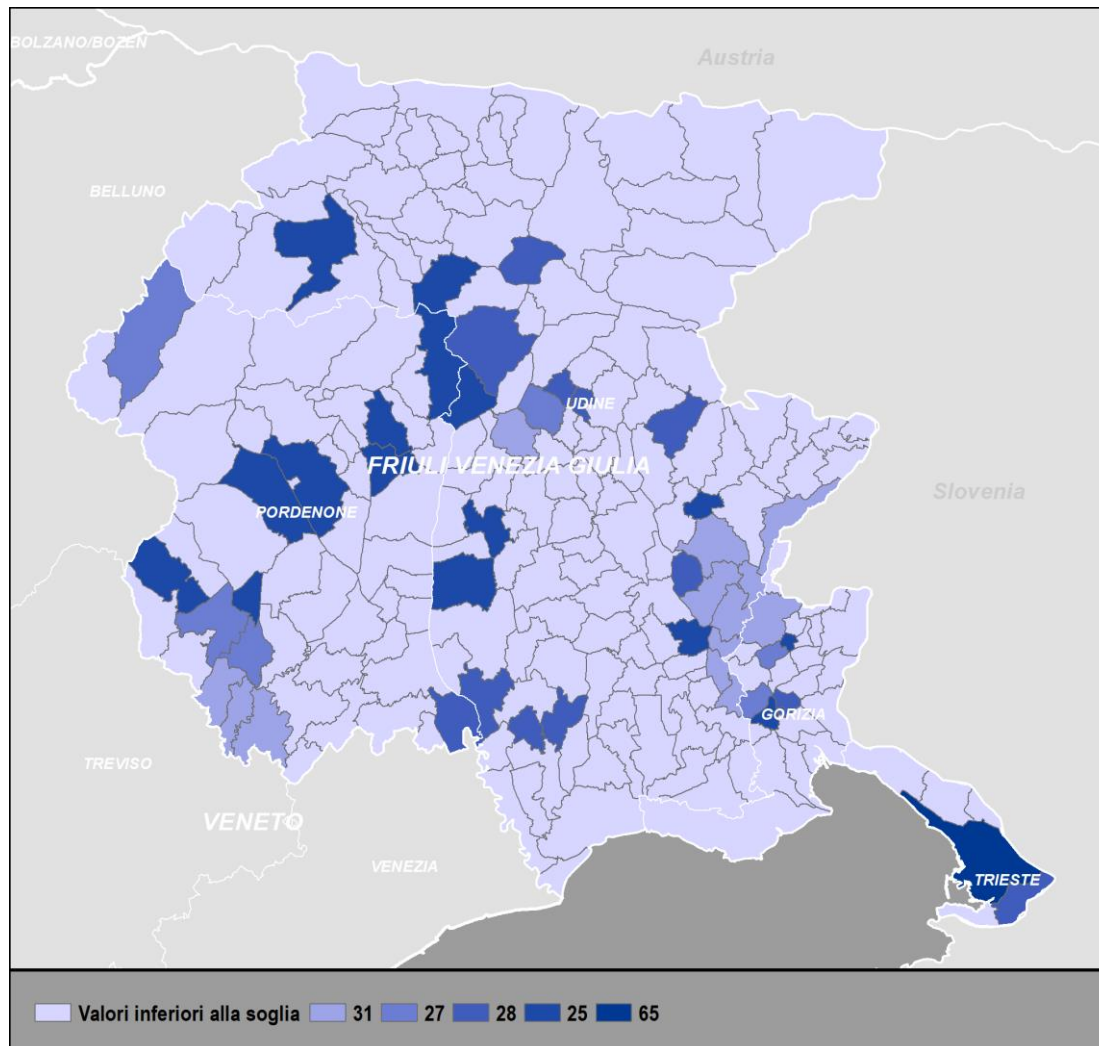 BOLZANO/BOZEN
Austria
BELLUNO
UDINE
FRIULI VENEZIA GIULIA
Slovenia
PORDENONE
GORIZIA
TREVISO
VENETO
VENEZIA
TRIESTE
Valori inferiori alla soglia 31 27 28 25 65